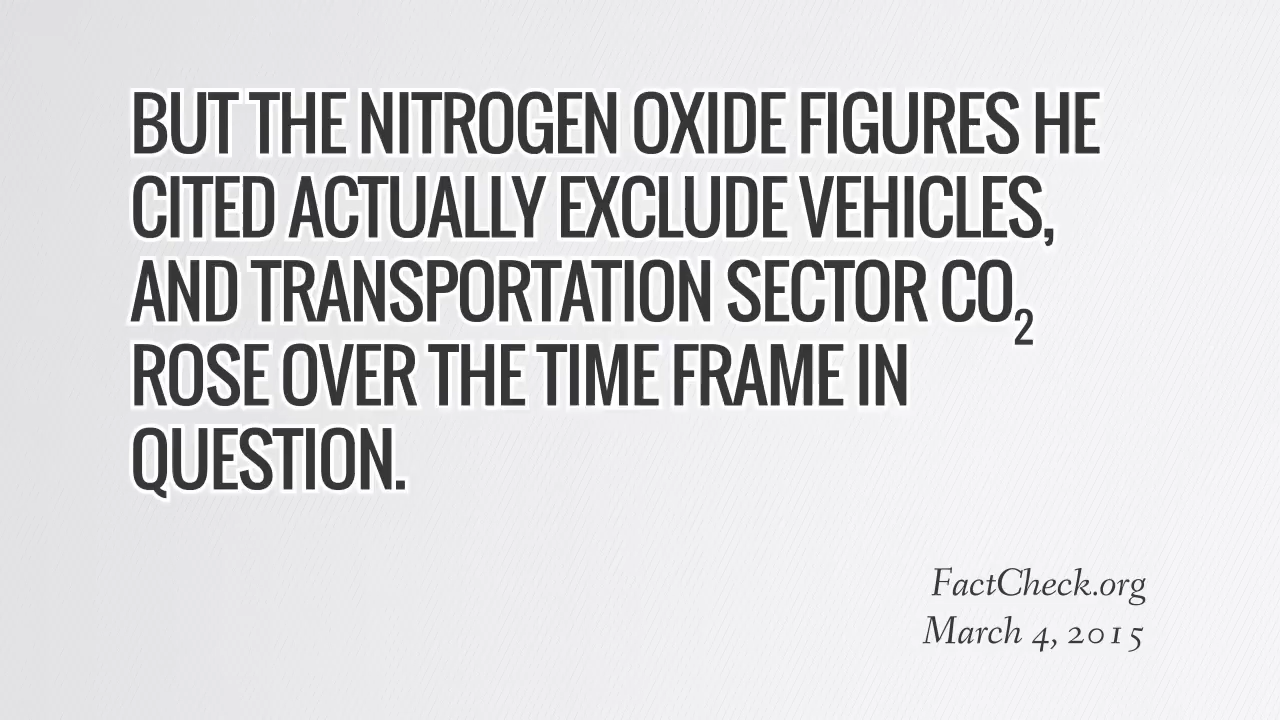 BUT THE NITROGEN OXIDE FIGURES HE
CITED ACTUALLY EXCLUDE VEHICLES,
AND TRANSPORTATION SECTOR CO₂
ROSE OVER THE TIME FRAME IN
QUESTION.
FactCheck.org
March 4, 2015